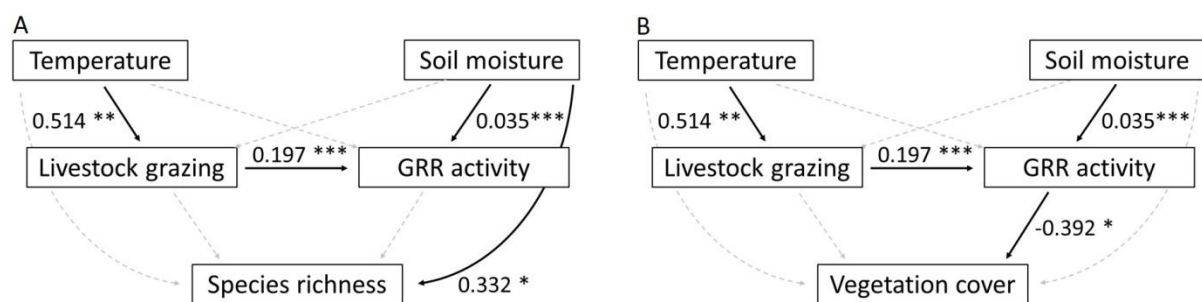 A
Temperature
Soil moisture
0.514 **
0.035***
Livestock grazing
0.197 ***
GRR activity
Species richness
0.332 *
B
Temperature
Soil moisture
0.514 **
0.035***
Livestock grazing
0.197 ***
GRR activity
-0.392 *
Vegetation cover